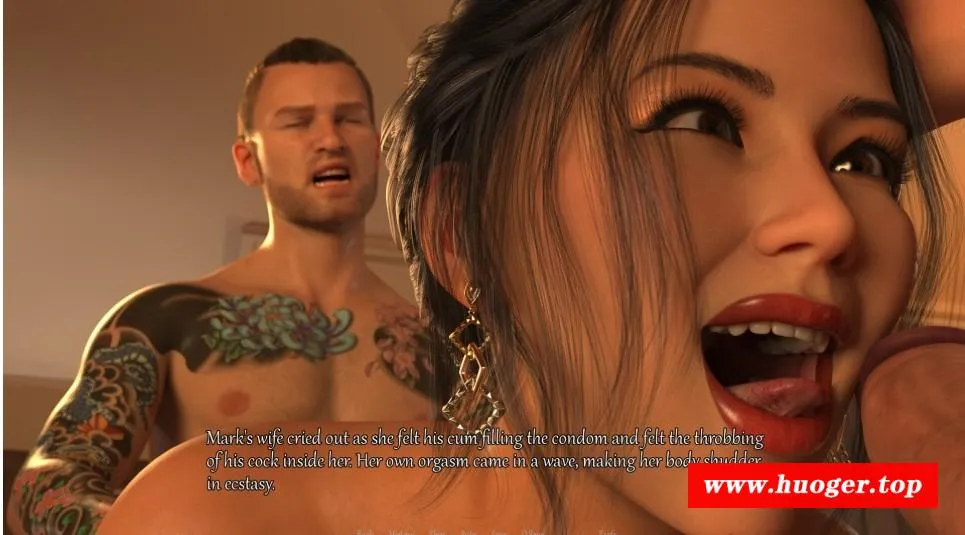 Mark's wife cried out as she felt his cum filling the condom and felt the throbbing
of his cock inside her. Her own orgasm came in a wave, making her body shudder
in ecstasy.
www.huoger.top